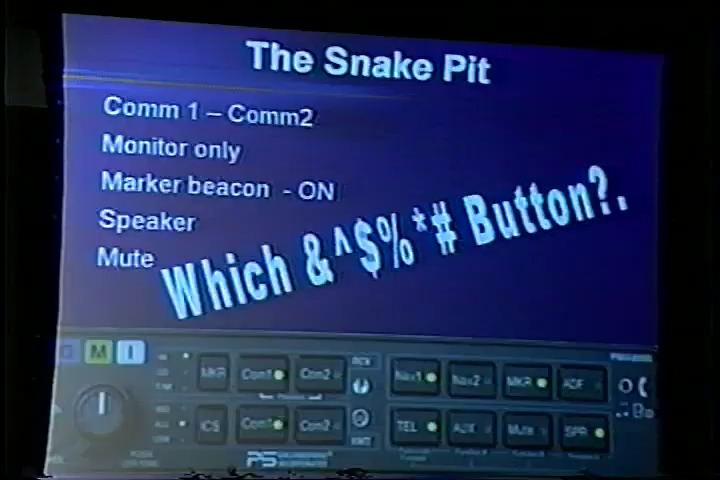 The Snake Pit
Comm 1 – Comm2
Monitor only
Marker beacon - ON
Speaker
Mute
Which &^$%*# Button?.
M I
MKR Com1 Com2 Nav1 Nav2 MKR ADF
ICS Com1 Com2 TEL AUX Mute SPR
PS